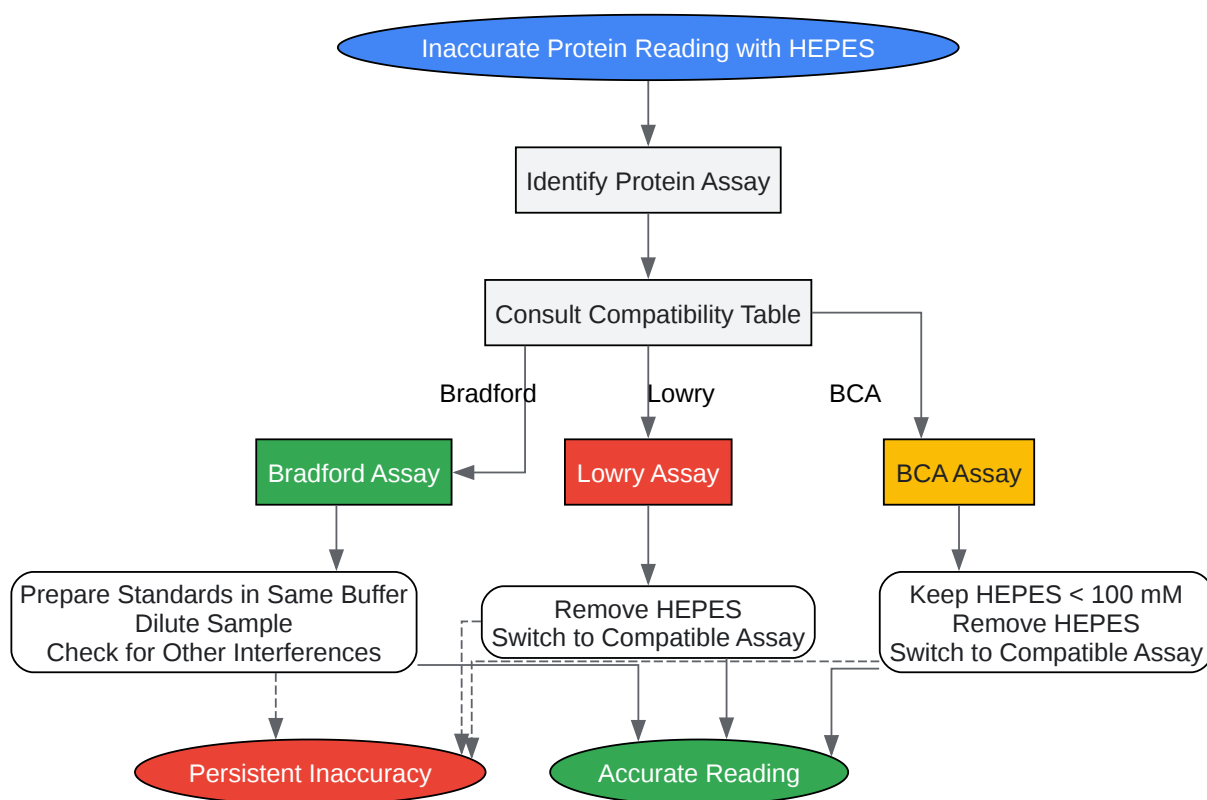 Inaccurate Protein Reading with HEPES
Identify Protein Assay
Consult Compatibility Table
Bradford
Lowry
BCA
Bradford Assay
Lowry Assay
BCA Assay
Prepare Standards in Same Buffer
Dilute Sample
Check for Other Interferences
Remove HEPES
Switch to Compatible Assay
Keep HEPES < 100 mM
Remove HEPES
Switch to Compatible Assay
Persistent Inaccuracy
Accurate Reading